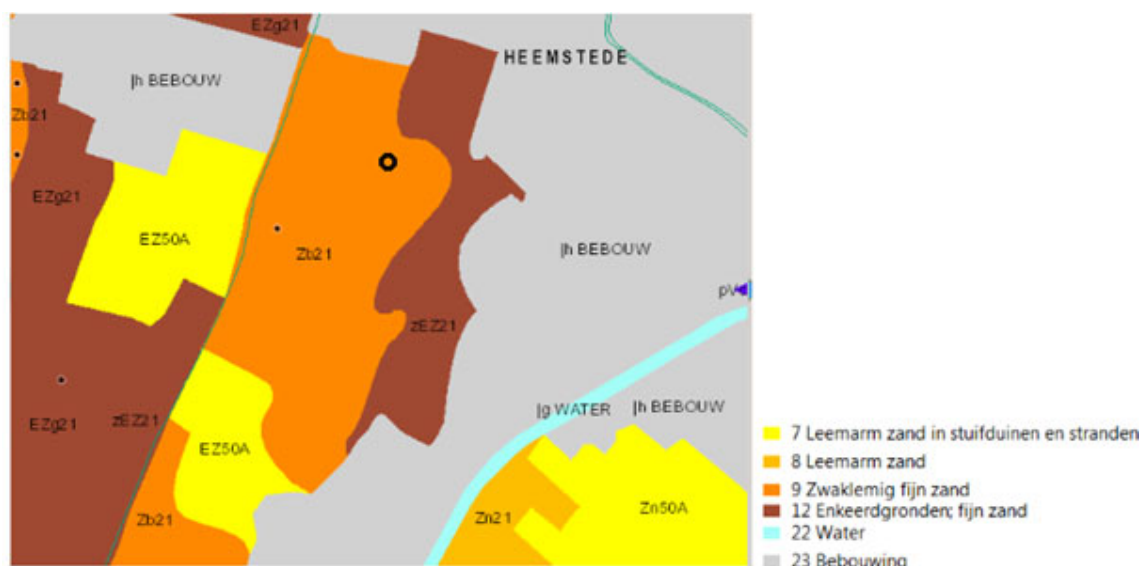 EZg21
HEEMSTEDE
|h BEBOUW
Zb21
EZg21
EZ50A
Zb21
|h BEBOUW
pV
zEZ21
EZg21
zEZ21
|g WATER
|h BEBOUW
EZ50A
Zb21
Zn21
Zn50A
7 Leemarm zand in stuifduinen en stranden
8 Leemarm zand
9 Zwaklemig fijn zand
12 Enkeerdgronden; fijn zand
22 Water
23 Bebouwing